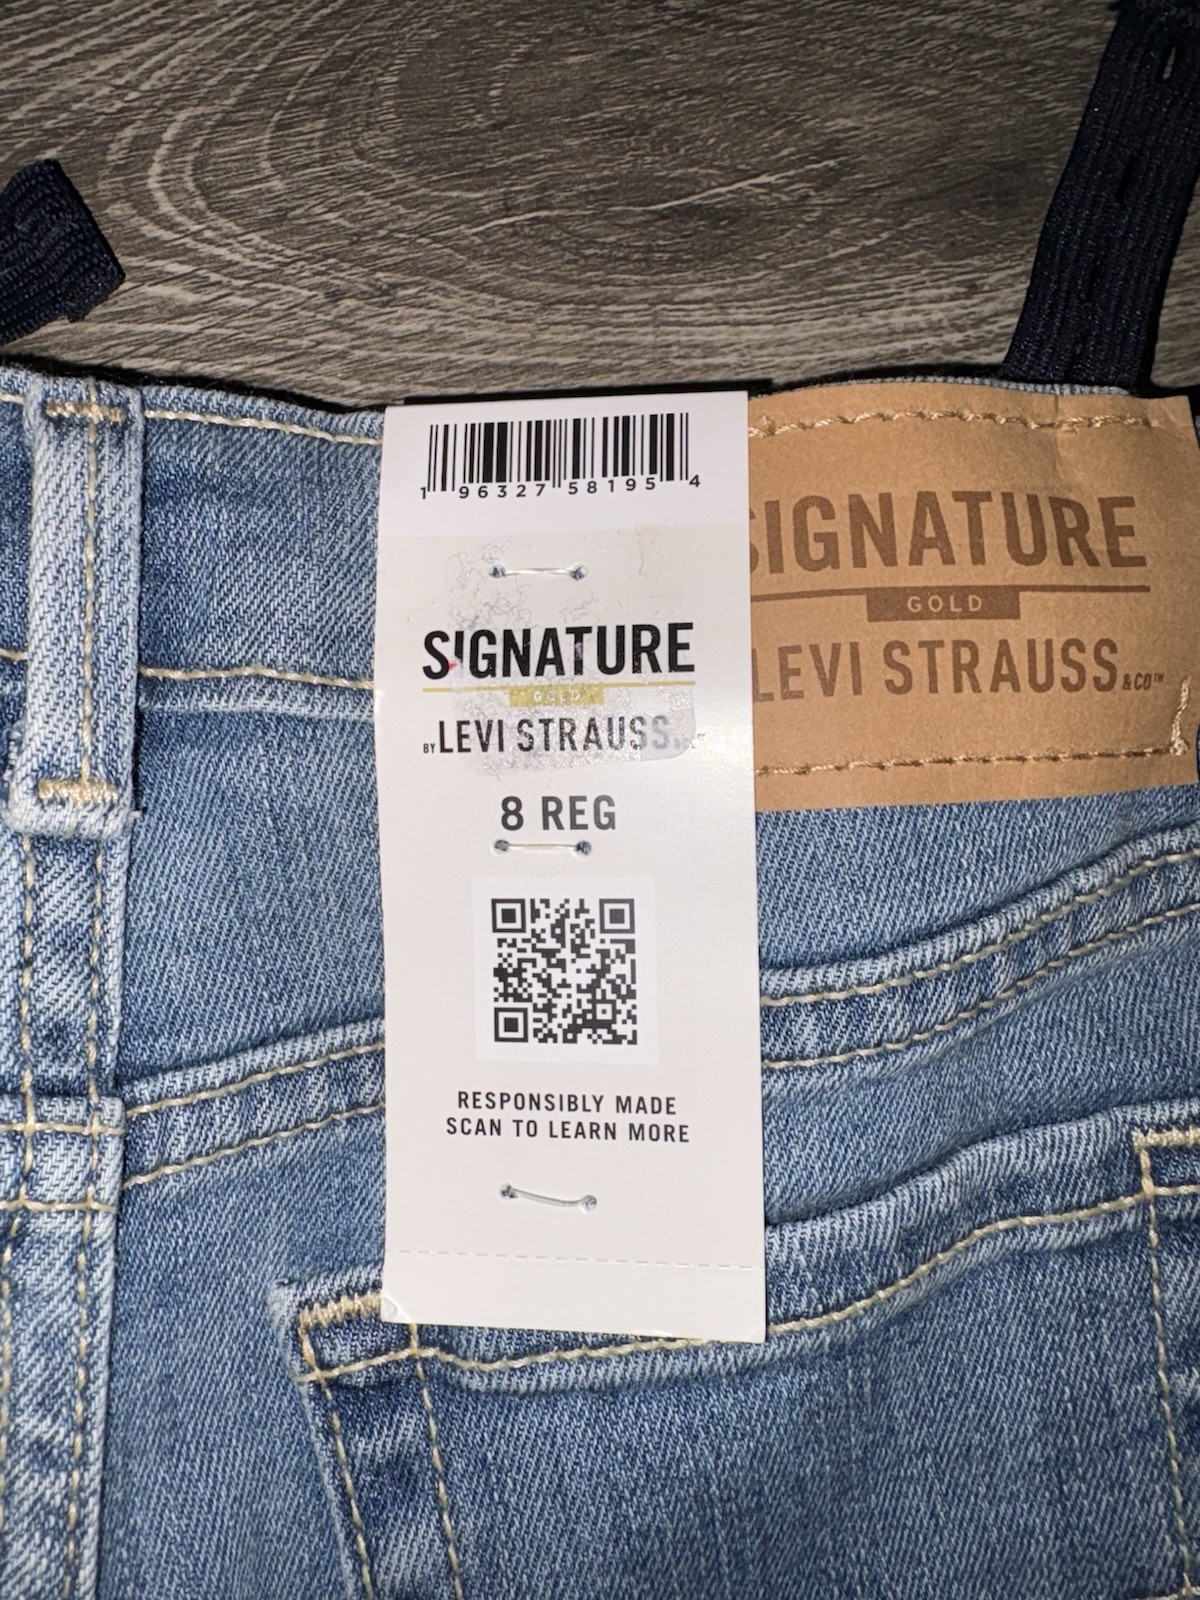 1 96327 58195 4
SIGNATURE
GOLD
BY LEVI STRAUSS
8 REG
RESPONSIBLY MADE
SCAN TO LEARN MORE
SIGNATURE
GOLD
LEVI STRAUSS & CO™